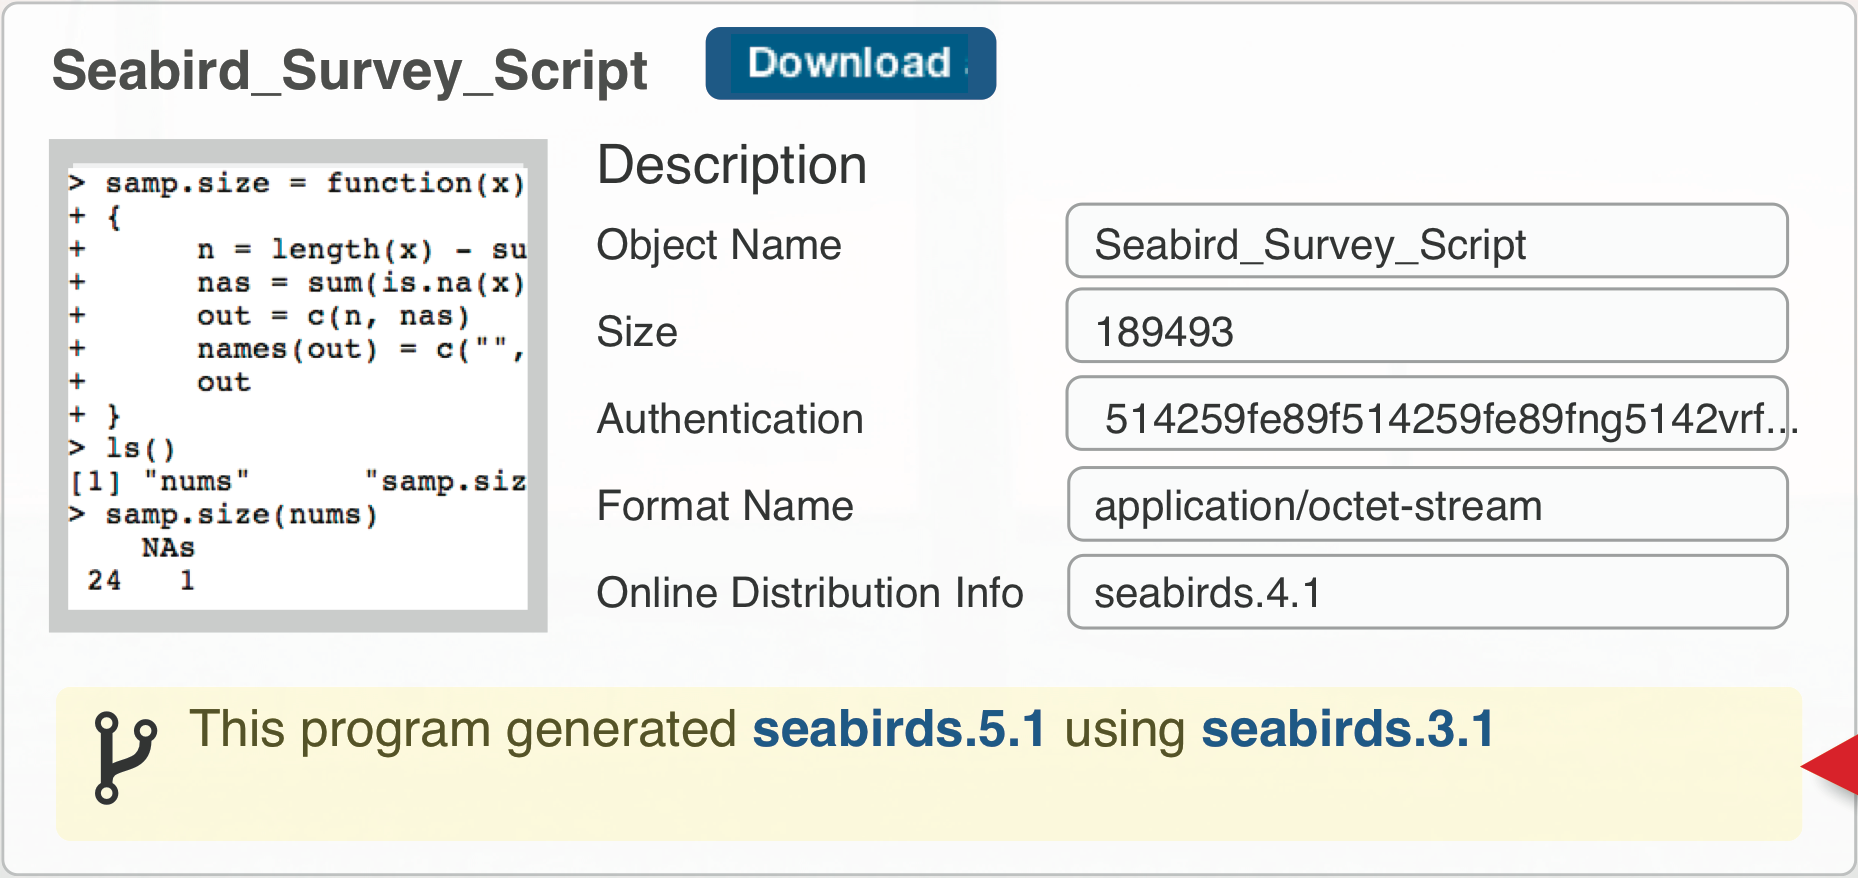 Seabird_Survey_Script
Download
> samp.size = function(x)
+ {
+ n = length(x) - su
+ nas = sum(is.na(x)
+ out = c(n, nas)
+ names(out) = c("",
+ out
+ }
> ls()
[1] "nums" "samp.siz
> samp.size(nums)
NAs
24 1
Description
Object Name Seabird_Survey_Script
Size 189493
Authentication 514259fe89f514259fe89fng5142vrf...
Format Name application/octet-stream
Online Distribution Info seabirds.4.1
This program generated seabirds.5.1 using seabirds.3.1